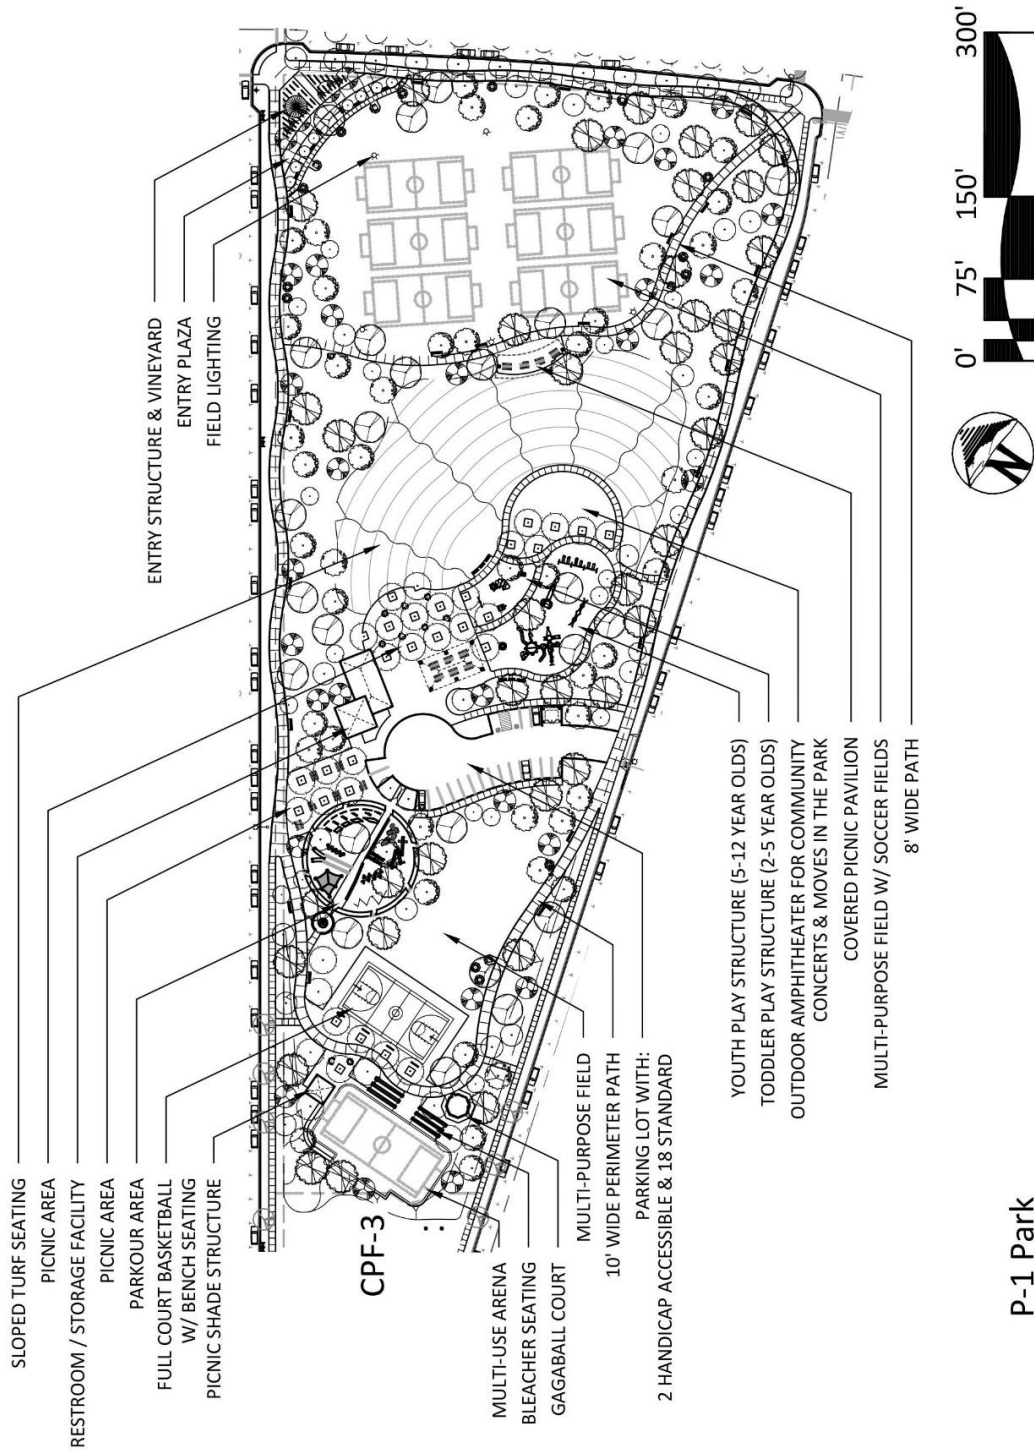 SLOPED TURF SEATING
PICNIC AREA
RESTROOM / STORAGE FACILITY
PICNIC AREA
PARKOUR AREA
FULL COURT BASKETBALL
W/ BENCH SEATING
PICNIC SHADE STRUCTURE
ENTRY STRUCTURE & VINEYARD
ENTRY PLAZA
FIELD LIGHTING
CPF-3
MULTI-USE ARENA
BLEACHER SEATING
GAGABALL COURT
MULTI-PURPOSE FIELD
10' WIDE PERIMETER PATH
PARKING LOT WITH:
2 HANDICAP ACCESSIBLE & 18 STANDARD
YOUTH PLAY STRUCTURE (5-12 YEAR OLDS)
TODDLER PLAY STRUCTURE (2-5 YEAR OLDS)
OUTDOOR AMPHITHEATER FOR COMMUNITY
CONCERTS & MOVES IN THE PARK
COVERED PICNIC PAVILION
MULTI-PURPOSE FIELD W/ SOCCER FIELDS
8' WIDE PATH
P-1 Park
N
0' 75' 150' 300'